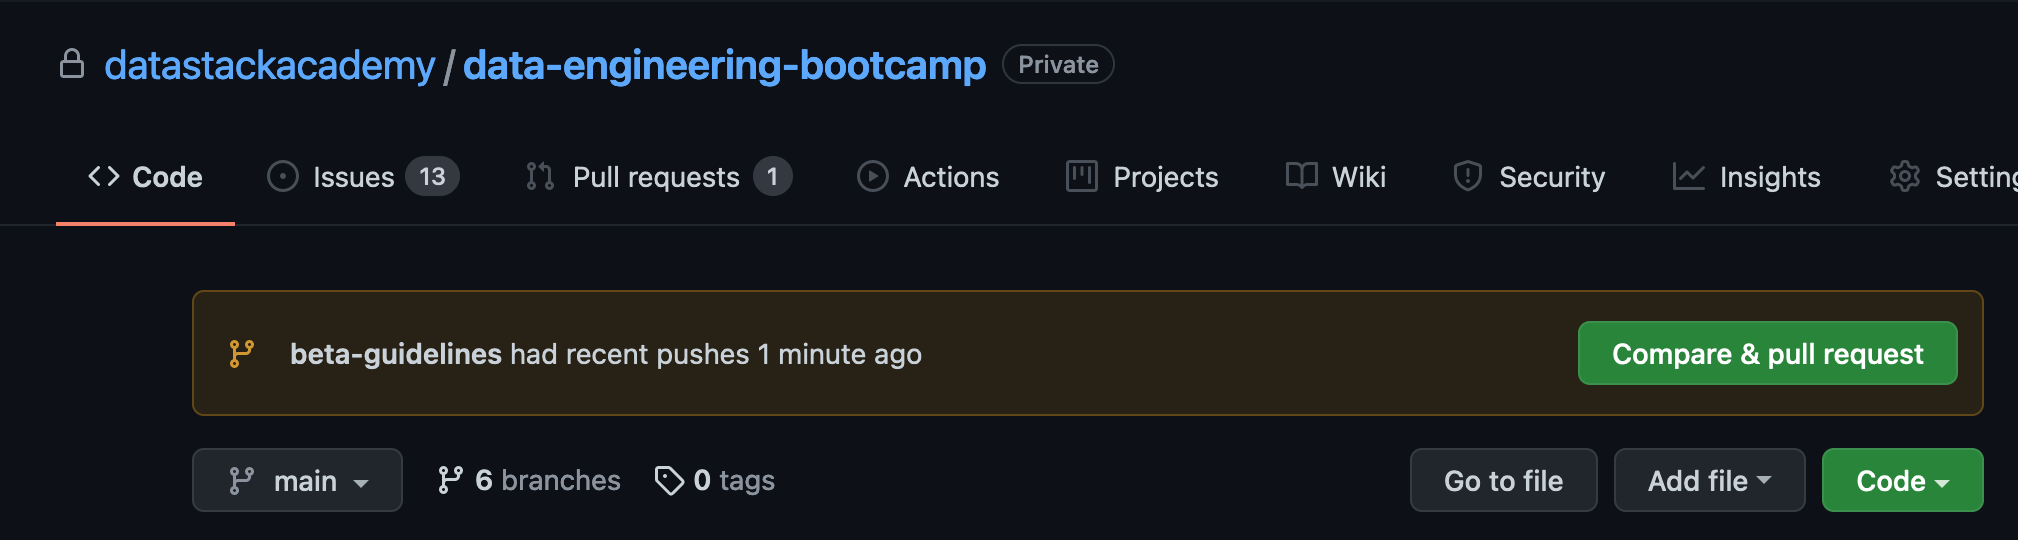 datastackacademy / data-engineering-bootcamp Private
Code Issues 13 Pull requests 1 Actions Projects Wiki Security Insights Setting
beta-guidelines had recent pushes 1 minute ago Compare & pull request
main 6 branches 0 tags Go to file Add file Code